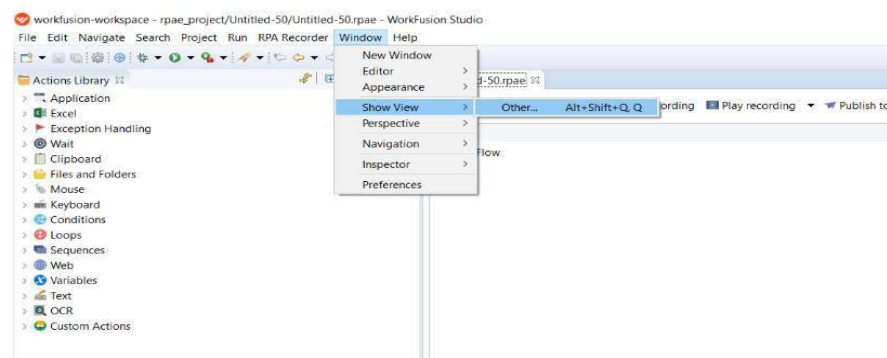 workfusion-workspace - rpae_project/Untitled-50/Untitled-50.rpae - WorkFusion Studio
File Edit Navigate Search Project Run RPA Recorder Window Help
New Window
Editor
Appearance
Show View
Perspective
Navigation
Inspector
Preferences
Other... Alt+Shift+Q, Q
Actions Library
d-50.rpae
ording Play recording Publish to
Flow
Application
Excel
Exception Handling
Wait
Clipboard
Files and Folders
Mouse
Keyboard
Conditions
Loops
Sequences
Web
Variables
Text
OCR
Custom Actions